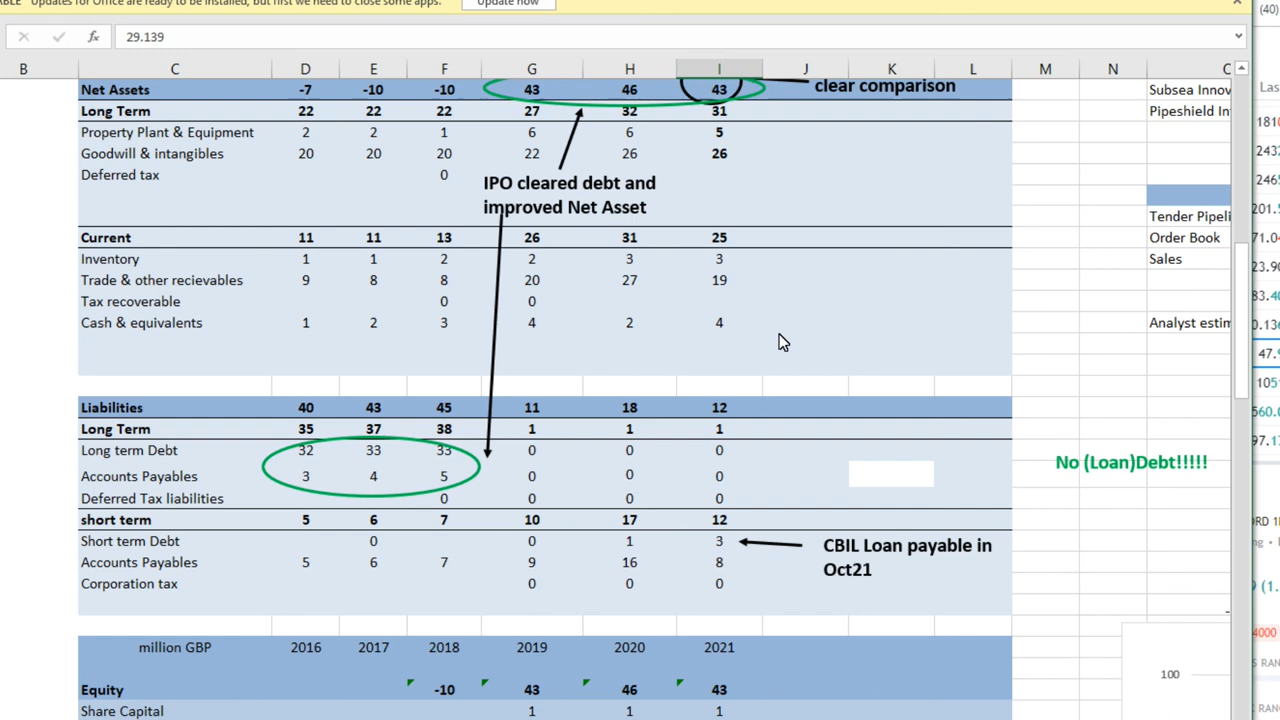 Updates for Office are ready to be installed, but first we need to close some apps. Update now
29.139
B C D E F G H I J K L M N
Net Assets -7 -10 -10 43 46 43
clear comparison
Long Term 22 22 22 27 32 31
Property Plant & Equipment 2 2 1 6 6 5
Goodwill & intangibles 20 20 20 22 26 26
Deferred tax 0
IPO cleared debt and
improved Net Asset
Current 11 11 13 26 31 25
Inventory 1 1 2 2 3 3
Trade & other recievables 9 8 8 20 27 19
Tax recoverable 0 0
Cash & equivalents 1 2 3 4 2 4
Liabilities 40 43 45 11 18 12
Long Term 35 37 38 1 1 1
Long term Debt 32 33 33 0 0 0
Accounts Payables 3 4 5 0 0 0
Deferred Tax liabilities 0 0 0 0
short term 5 6 7 10 17 12
Short term Debt 0 0 1 3
CBIL Loan payable in
Oct21
Accounts Payables 5 6 7 9 16 8
Corporation tax 0 0 0
million GBP 2016 2017 2018 2019 2020 2021
Equity -10 43 46 43
Share Capital 1 1 1
No (Loan)Debt!!!!!
Subsea
Order Book
Sales
Analyst
100
(40)
4000